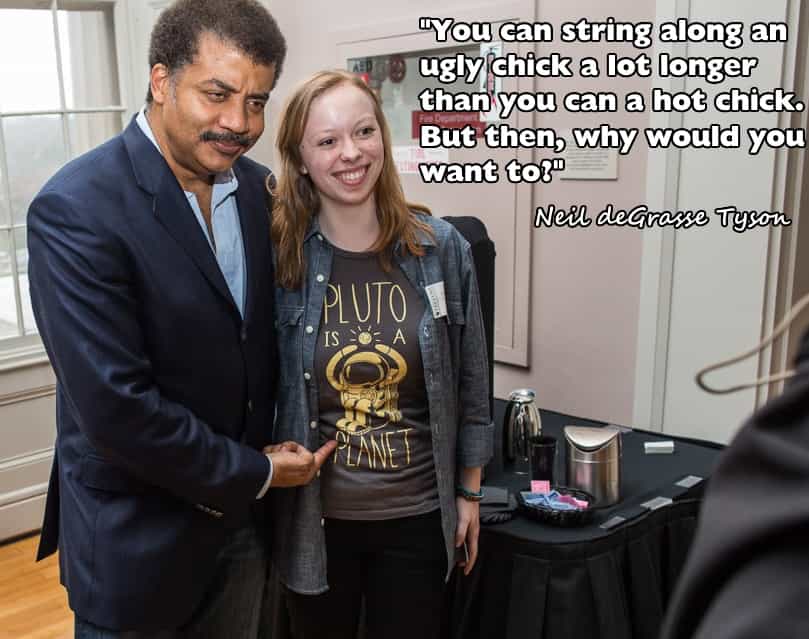 "You can string along an
ugly chick a lot longer
than you can a hot chick.
But then, why would you
want to?"
Neil deGrasse Tyson
AED
Fire Department
PLUTO
IS A
PLANET